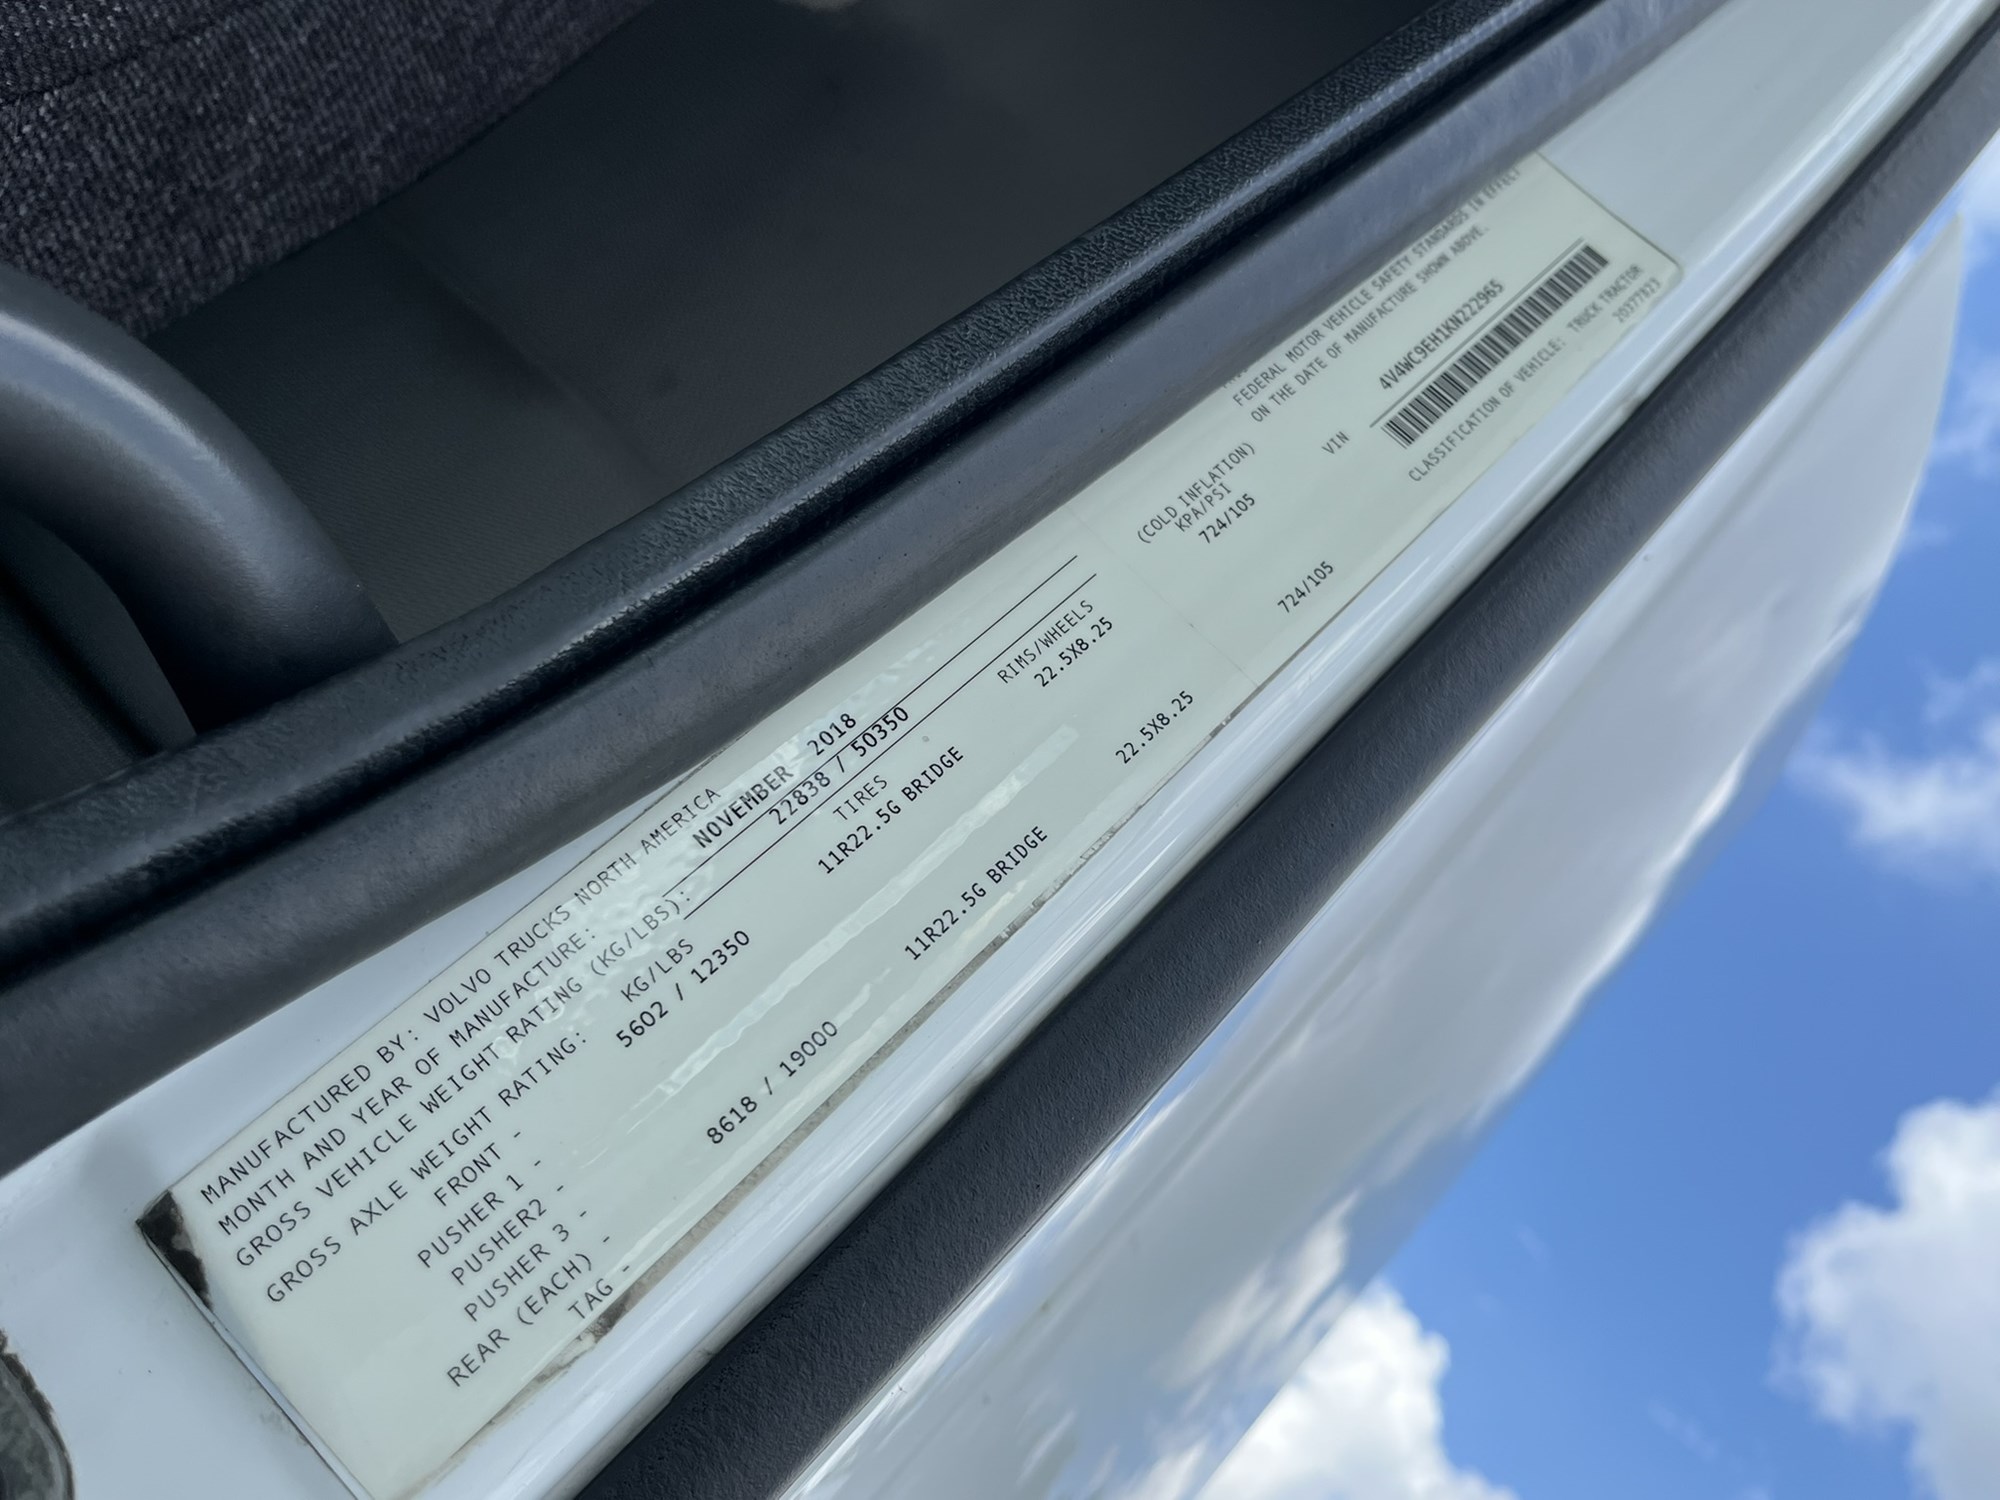 MANUFACTURED BY: VOLVO TRUCKS NORTH AMERICA
MONTH AND YEAR OF MANUFACTURE: NOVEMBER 2018
GROSS VEHICLE WEIGHT RATING (KG/LBS): 22838 / 50350
GROSS AXLE WEIGHT RATING: KG/LBS TIRES RIMS/WHEELS (COLD INFLATION) KPA/PSI
FRONT - 5602 / 12350 11R22.5G BRIDGE 22.5X8.25 724/105
PUSHER 1 -
PUSHER2 -
PUSHER 3 -
REAR (EACH) - 8618 / 19000 11R22.5G BRIDGE 22.5X8.25 724/105
TAG -
FEDERAL MOTOR VEHICLE SAFETY STANDARDS IN EFFECT
ON THE DATE OF MANUFACTURE SHOWN ABOVE.
VIN 4V4WC9EH1KN222965
CLASSIFICATION OF VEHICLE: TRUCK TRACTOR
20377823